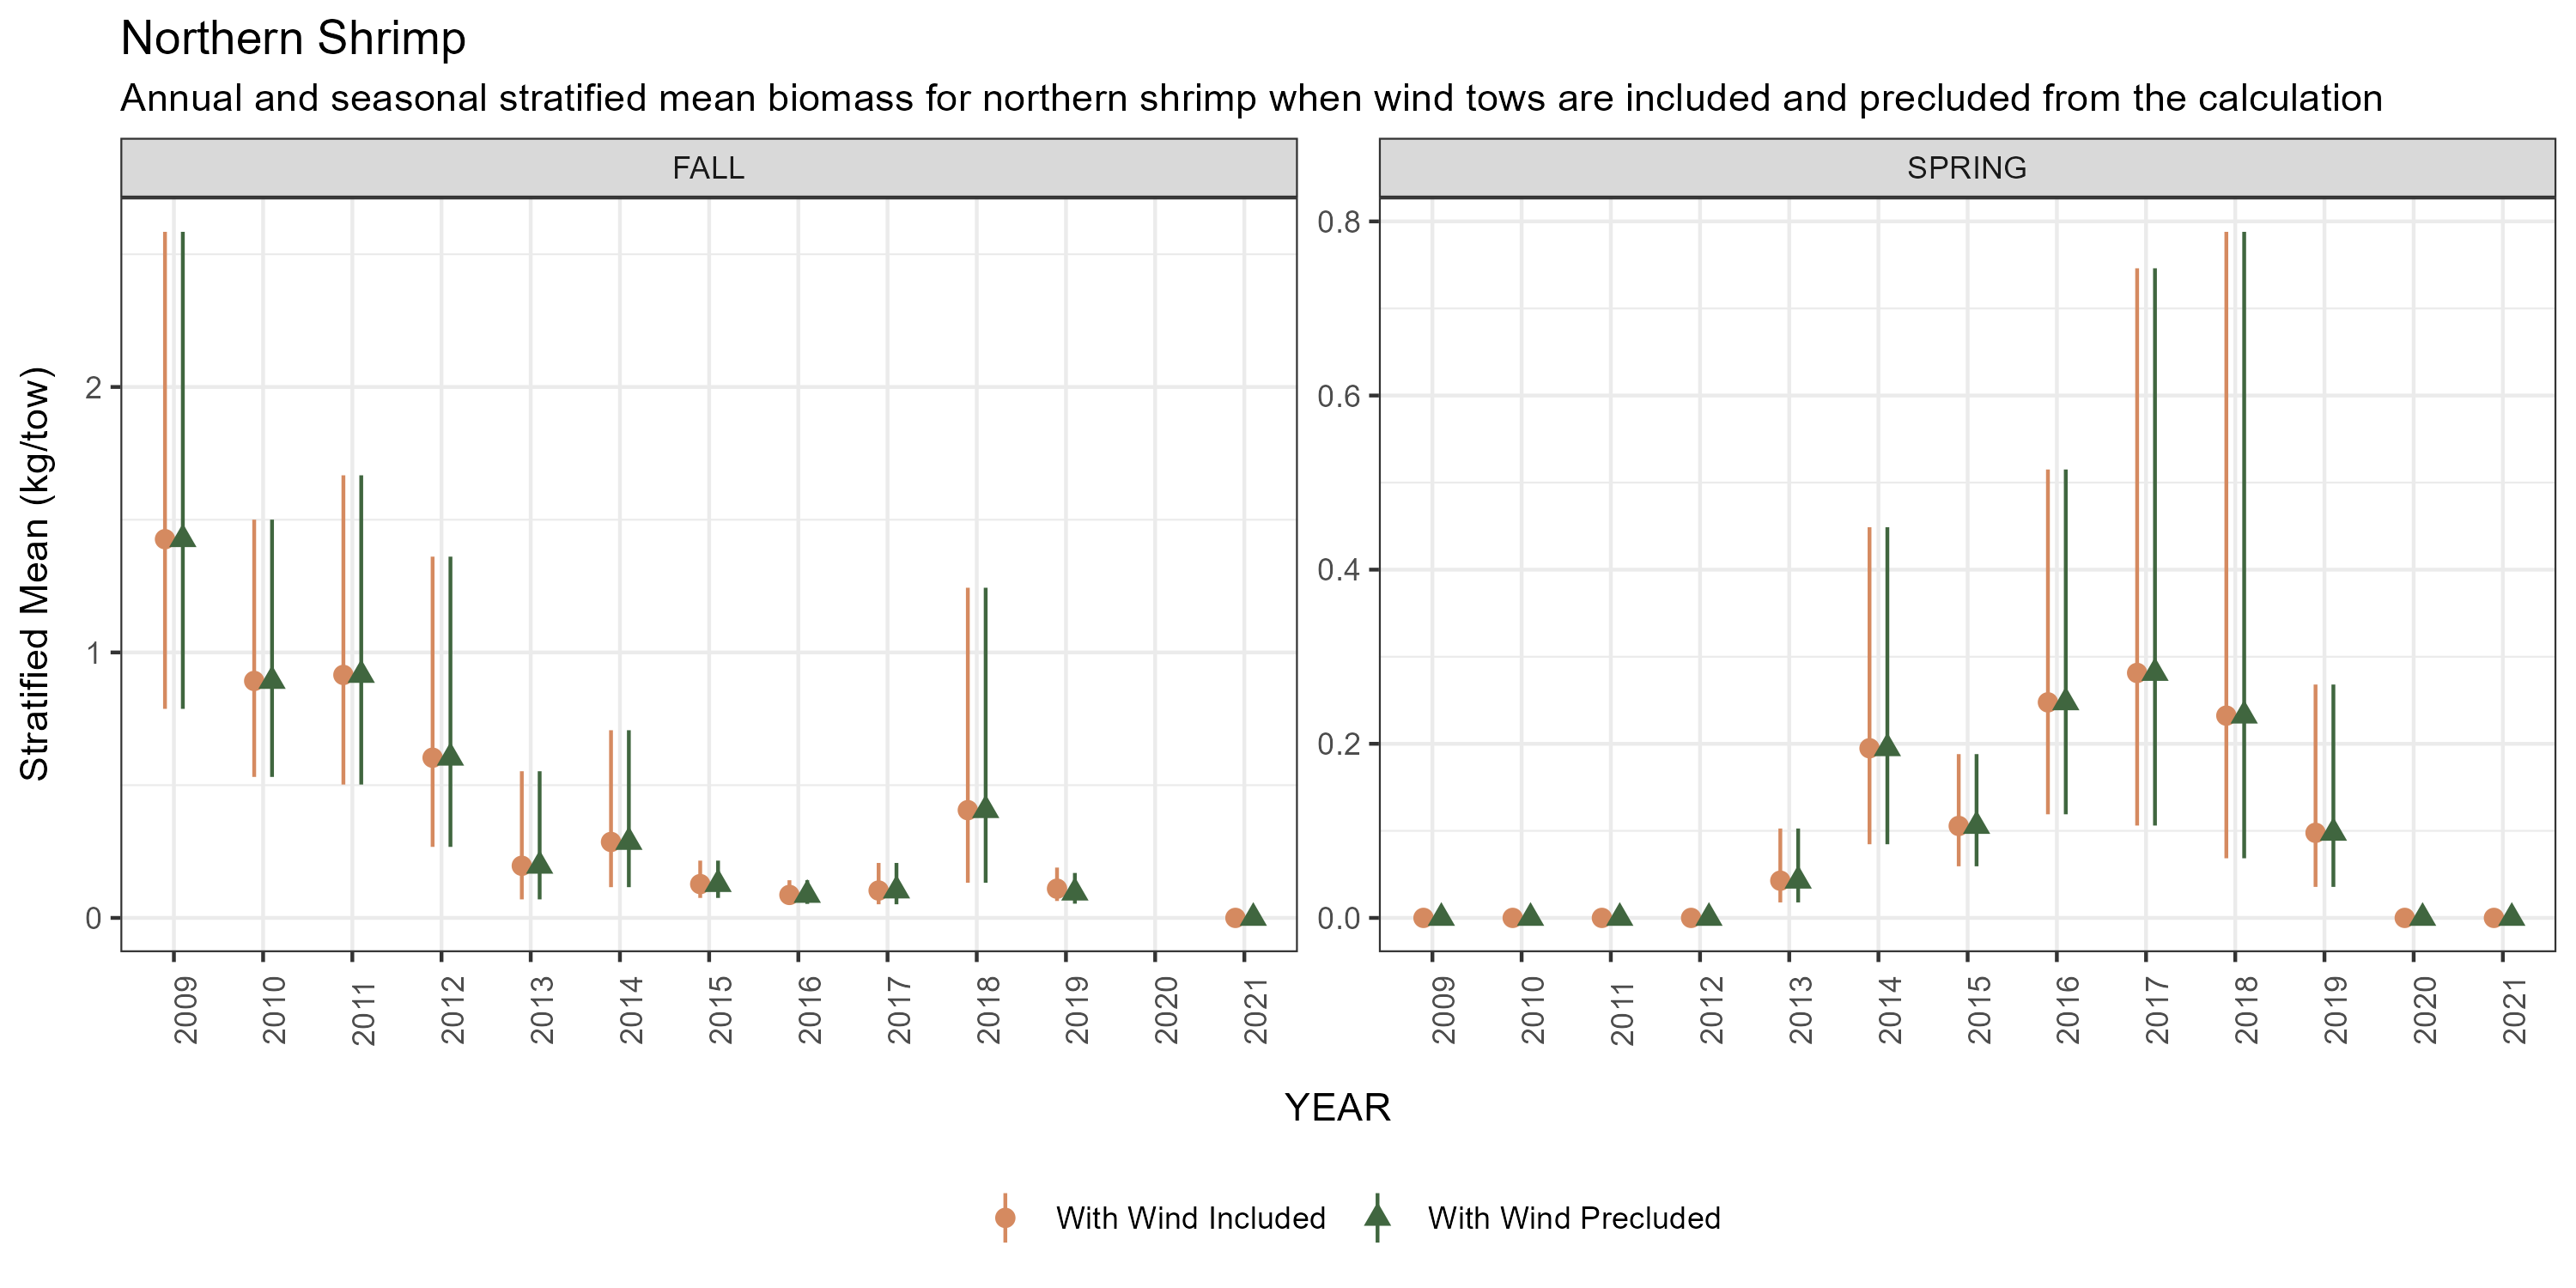 Northern Shrimp
Annual and seasonal stratified mean biomass for northern shrimp when wind tows are included and precluded from the calculation
FALL
SPRING
Stratified Mean (kg/tow)
2
1
0
0.8
0.6
0.4
0.2
0.0
2009 2010 2011 2012 2013 2014 2015 2016 2017 2018 2019 2020 2021
2009 2010 2011 2012 2013 2014 2015 2016 2017 2018 2019 2020 2021
YEAR
With Wind Included
With Wind Precluded